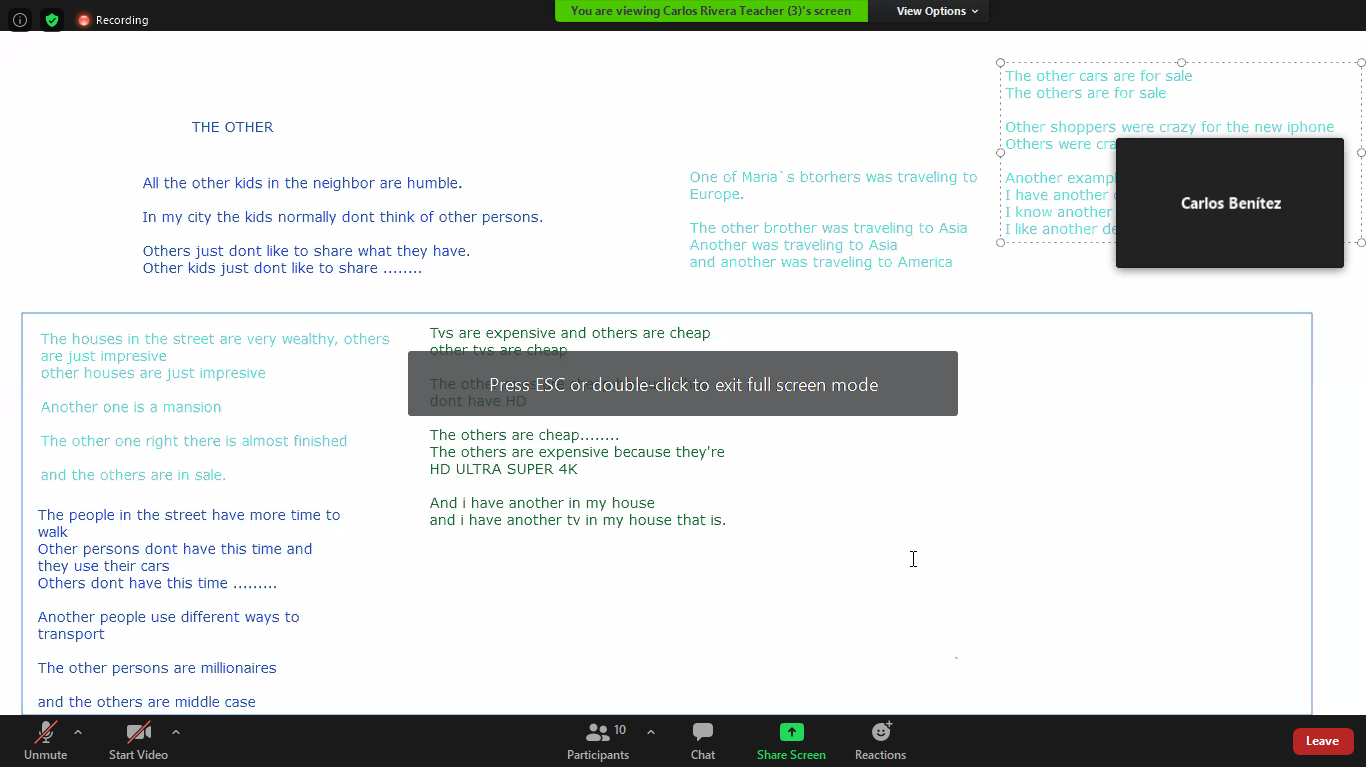 Recording
You are viewing Carlos Rivera Teacher (3)'s screen
View Options
THE OTHER
All the other kids in the neighbor are humble.
In my city the kids normally dont think of other persons.
Others just dont like to share what they have.
Other kids just dont like to share ........
One of Maria`s btorhers was traveling to
Europe.
The other brother was traveling to Asia
Another was traveling to Asia
and another was traveling to America
The other cars are for sale
The others are for sale
Other shoppers were crazy for the new iphone
Others were
Another
I have another
I know another
I like another
Carlos Benítez
The houses in the street are very wealthy, others
are just impresive
other houses are just impresive
Another one is a mansion
The other one right there is almost finished
and the others are in sale.
The people in the street have more time to
walk
Other persons dont have this time and
they use their cars
Others dont have this time .........
Another people use different ways to
transport
The other persons are millionaires
and the others are middle case
Tvs are expensive and others are cheap
other tvs are cheap
The
dont have HD
Press ESC or double-click to exit full screen mode
The others are cheap........
The others are expensive because they're
HD ULTRA SUPER 4K
And i have another in my house
and i have another tv in my house that is.
Unmute
Start Video
Participants
10
Chat
Share Screen
Reactions
Leave